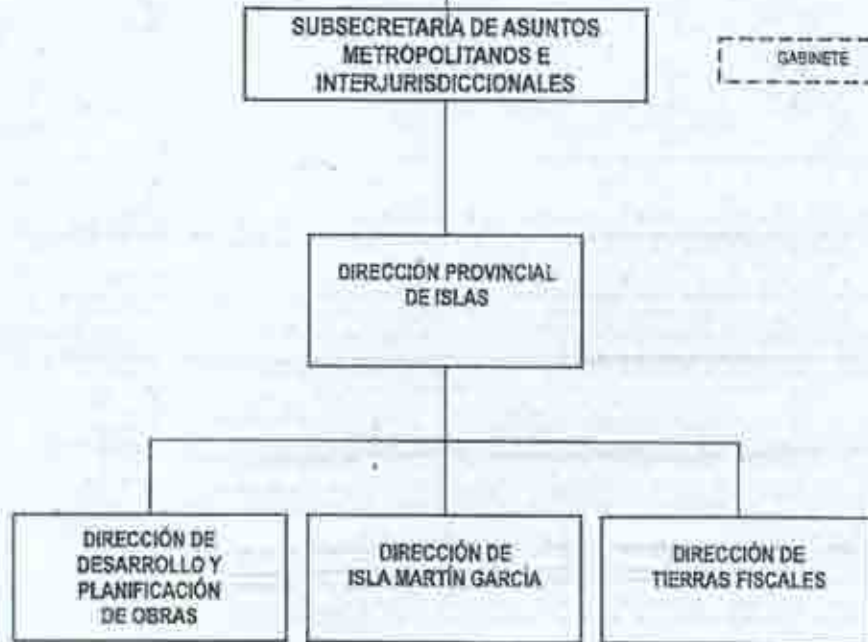 SUBSECRETARÍA DE ASUNTOS
METROPOLITANOS E
INTERJURISDICCIONALES
GABINETE
DIRECCIÓN PROVINCIAL
DE ISLAS
DIRECCIÓN DE
DESARROLLO Y
PLANIFICACIÓN
DE OBRAS
DIRECCIÓN DE
ISLA MARTÍN GARCÍA
DIRECCIÓN DE
TIERRAS FISCALES